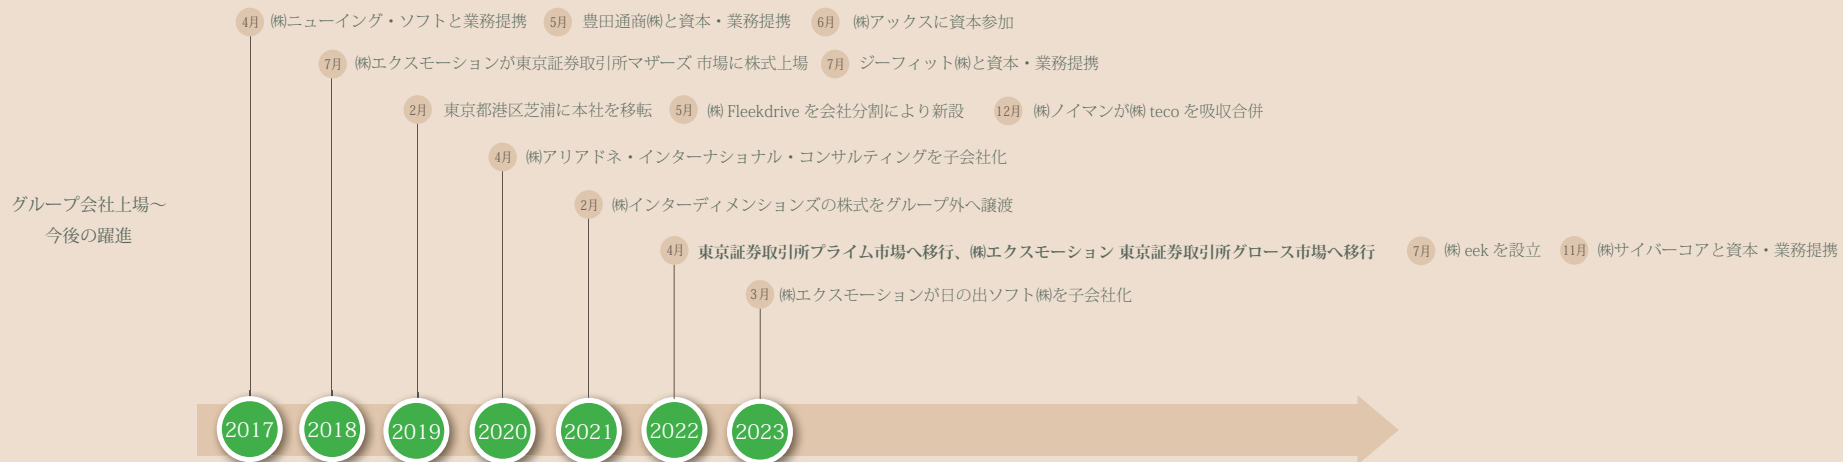 4月 ㈱ニューイング・ソフトと業務提携 5月 豊田通商㈱と資本・業務提携 6月 ㈱アックスに資本参加
7月 ㈱エクスモーションが東京証券取引所マザーズ 市場に株式上場 7月 ジーフィット㈱と資本・業務提携
2月 東京都港区芝浦に本社を移転 5月 ㈱ Fleekdrive を会社分割により新設 12月 ㈱ノイマンが㈱ teco を吸収合併
4月 ㈱アリアドネ・インターナショナル・コンサルティングを子会社化
グループ会社上場～
今後の躍進
2月 ㈱インターディメンションズの株式をグループ外へ譲渡
4月 東京証券取引所プライム市場へ移行、㈱エクスモーション 東京証券取引所グロース市場へ移行 7月 ㈱ eek を設立 11月 ㈱サイバーコアと資本・業務提携
3月 ㈱エクスモーションが日の出ソフト㈱を子会社化
2017 2018 2019 2020 2021 2022 2023